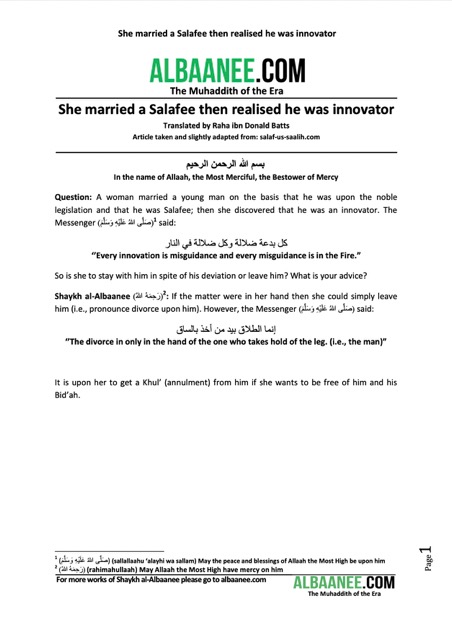 She married a Salafee then realised he was innovator
ALBAANEE.COM
The Muhaddith of the Era
She married a Salafee then realised he was innovator
Translated by Raha ibn Donald Batts
Article taken and slightly adapted from: salaf-us-saalih.com
بسم الله الرحمن الرحيم
In the name of Allaah, the Most Merciful, the Bestower of Mercy
Question: A woman married a young man on the basis that he was upon the noble
legislation and that he was Salafee; then she discovered that he was an innovator. The
Messenger (صَلَّى اللهُ عَلَيْهِ وَسَلَّمَ)1 said:
كل بدعة ضلالة وكل ضلالة في النار
"Every innovation is misguidance and every misguidance is in the Fire."
So is she to stay with him in spite of his deviation or leave him? What is your advice?
Shaykh al-Albaanee (رَحِمَهُ اللهُ)2: If the matter were in her hand then she could simply
leave him (i.e., pronounce divorce upon him). However, the Messenger (صَلَّى اللهُ عَلَيْهِ وَسَلَّمَ) said:
إنما الطلاق بيد من أخذ بالساق
"The divorce in only in the hand of the one who takes hold of the leg. (i.e., the man)"
It is upon her to get a Khul' (annulment) from him if she wants to be free of him and his
Bid'ah.
1 (صَلَّى اللهُ عَلَيْهِ وَسَلَّمَ) (sallallaahu 'alayhi wa sallam) May the peace and blessings of Allaah the Most High be upon him
2 (رَحِمَهُ اللهُ) (rahimahullaah) May Allaah the Most High have mercy on him
For more works of Shaykh al-Albaanee please go to albaanee.com
ALBAANEE.COM
The Muhaddith of the Era
Page 1